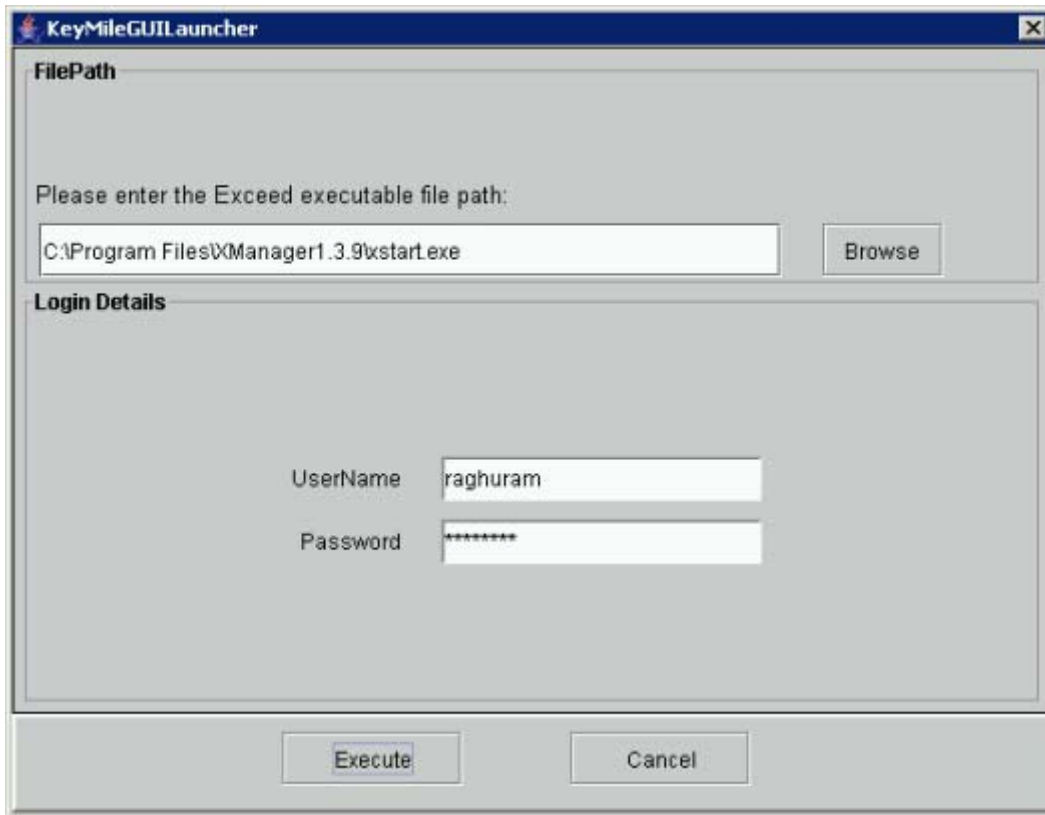 KeyMileGUILauncher
FilePath
Please enter the Exceed executable file path:
C:\Program Files\XManager1.3.9\xstart.exe
Browse
Login Details
UserName
raghuram
Password
********
Execute
Cancel